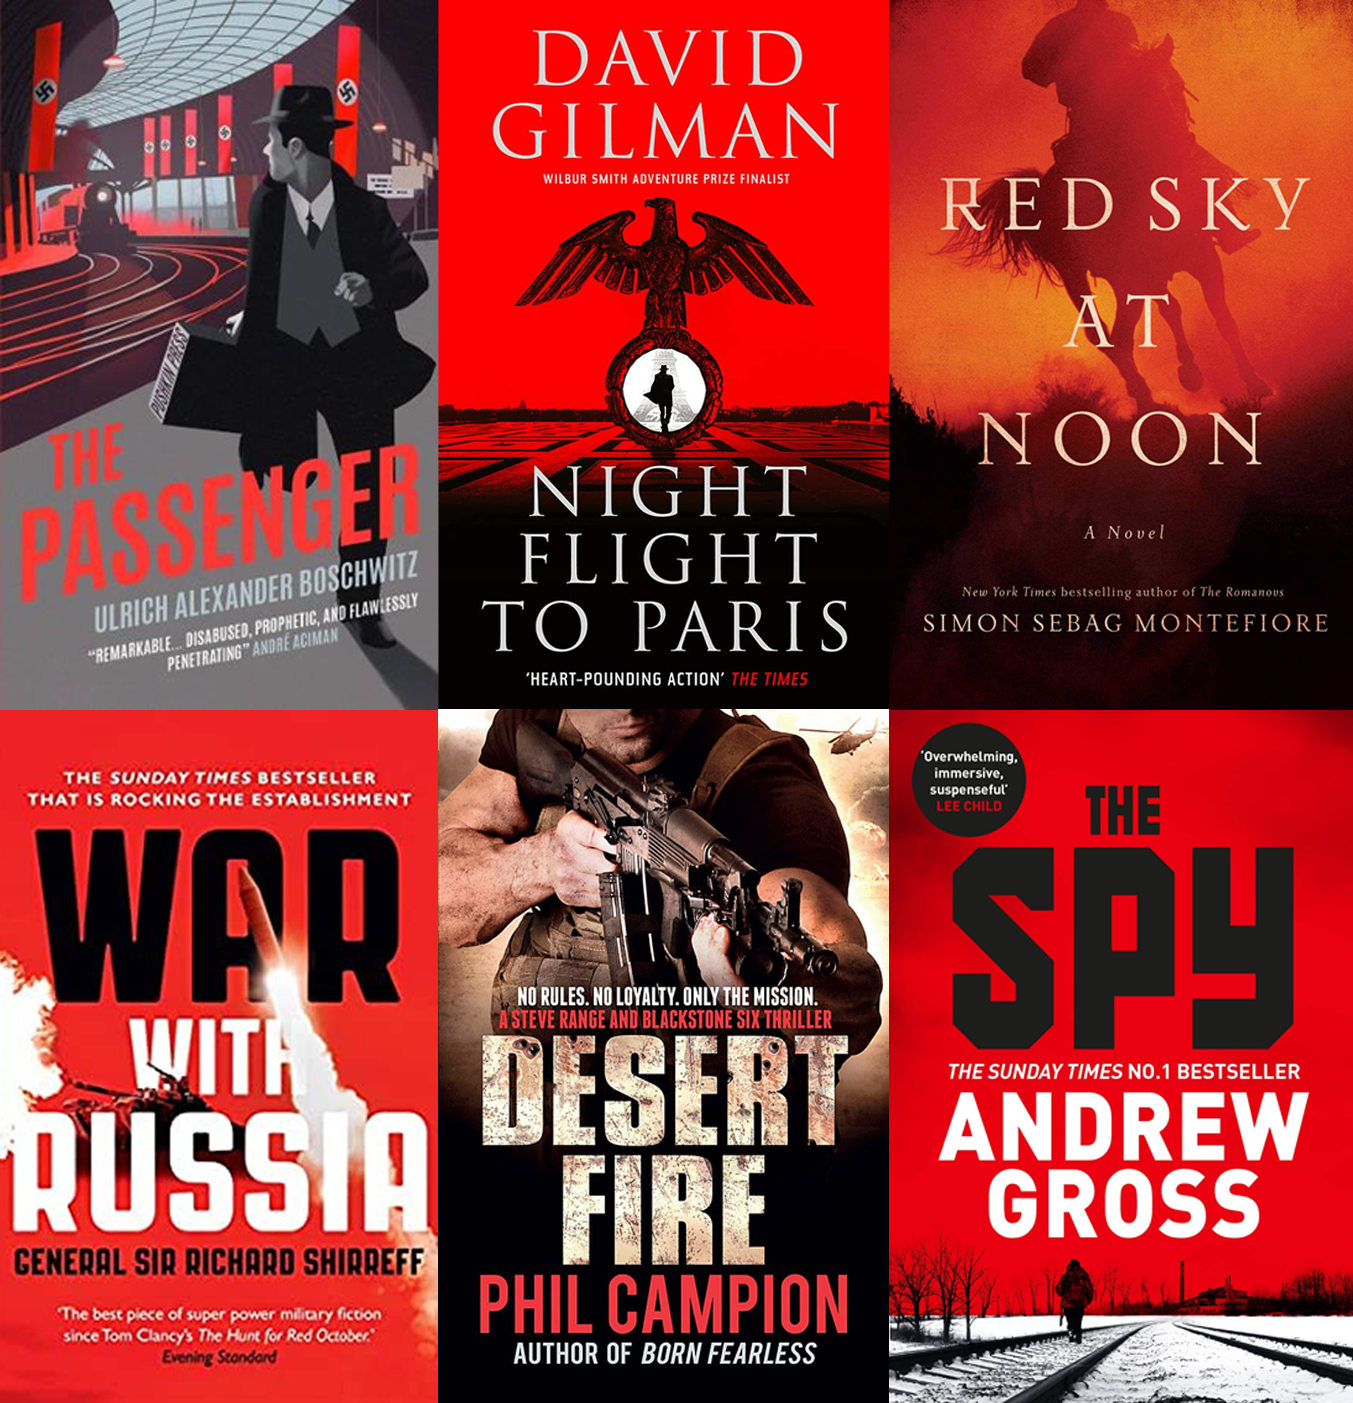 PUSHKIN PRESS
THE
PASSENGER
ULRICH ALEXANDER BOSCHWITZ
“REMARKABLE... DISABUSED, PROPHETIC, AND FLAWLESSLY
PENETRATING” ANDRÉ ACIMAN
DAVID
GILMAN
WILBUR SMITH ADVENTURE PRIZE FINALIST
NIGHT
FLIGHT
TO PARIS
‘HEART-POUNDING ACTION’ THE TIMES
RED SKY
AT
NOON
A Novel
New York Times bestselling author of The Romanovs
SIMON SEBAG MONTEFIORE
THE SUNDAY TIMES BESTSELLER
THAT IS ROCKING THE ESTABLISHMENT
WAR
WITH
RUSSIA
GENERAL SIR RICHARD SHIRREFF
‘The best piece of super power military fiction
since Tom Clancy’s The Hunt for Red October.’
Evening Standard
NO RULES. NO LOYALTY. ONLY THE MISSION.
A STEVE RANGE AND BLACKSTONE SIX THRILLER
DESERT
FIRE
PHIL CAMPION
AUTHOR OF BORN FEARLESS
‘Overwhelming,
immersive,
suspenseful’
LEE CHILD
THE
SPY
THE SUNDAY TIMES NO.1 BESTSELLER
ANDREW
GROSS